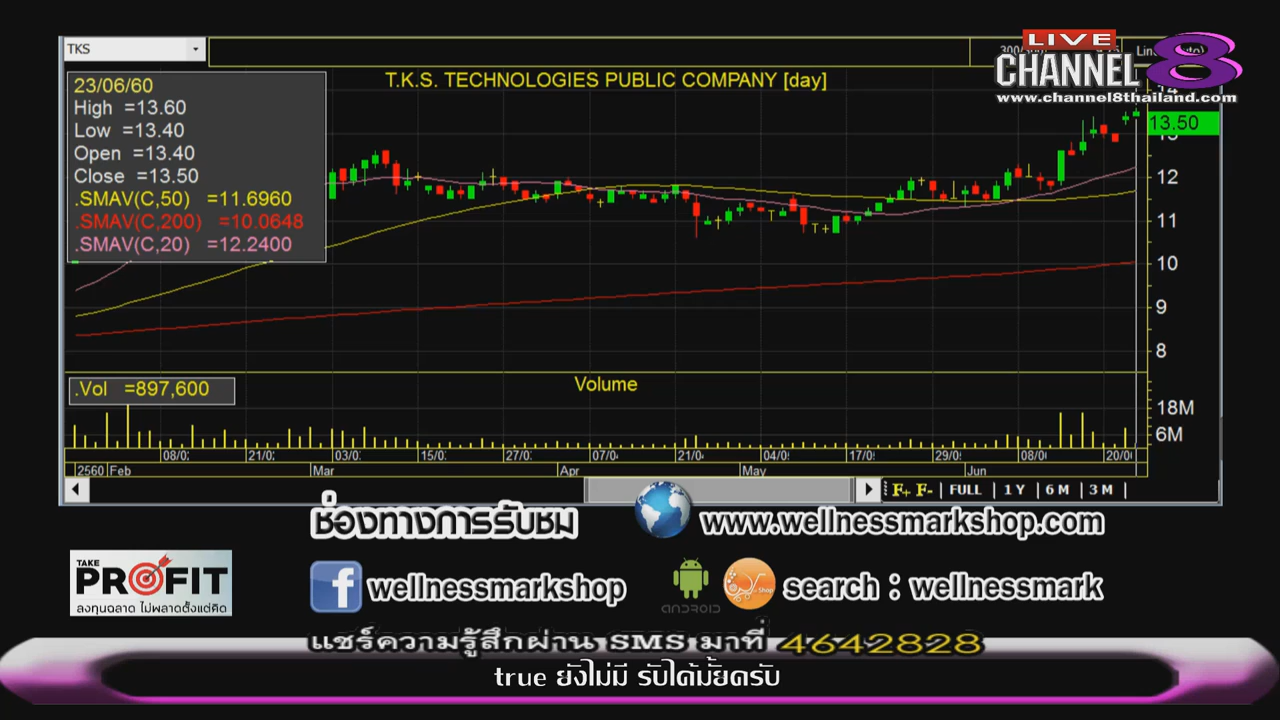 TKS
LIVE
CHANNEL 8
www.channel8thailand.com
T.K.S. TECHNOLOGIES PUBLIC COMPANY [day]
23/06/60
High =13.60
Low =13.40
Open =13.40
Close =13.50
.SMAV(C,50) =11.6960
.SMAV(C,200) =10.0648
.SMAV(C,20) =12.2400
14
13.50
13
12
11
10
9
8
.Vol =897,600
Volume
18M
6M
08/0 21/0 03/0 15/0 27/0 07/0 21/0 04/0 17/0 29/0 08/0 20/0
2560 Feb Mar Apr May Jun
F+ F- FULL 1 Y 6 M 3 M
ช่องทางการรับชม
www.wellnessmarkshop.com
TAKE
PROFIT
ลงทุนฉลาด ไม่พลาดตั้งแต่คิด
f wellnessmarkshop
ANDROID
Shop
search : wellnessmark
แชร์ความรู้สึกผ่าน SMS มาที่ 4642828
true ยังไม่มี รับได้มั้ยครับ